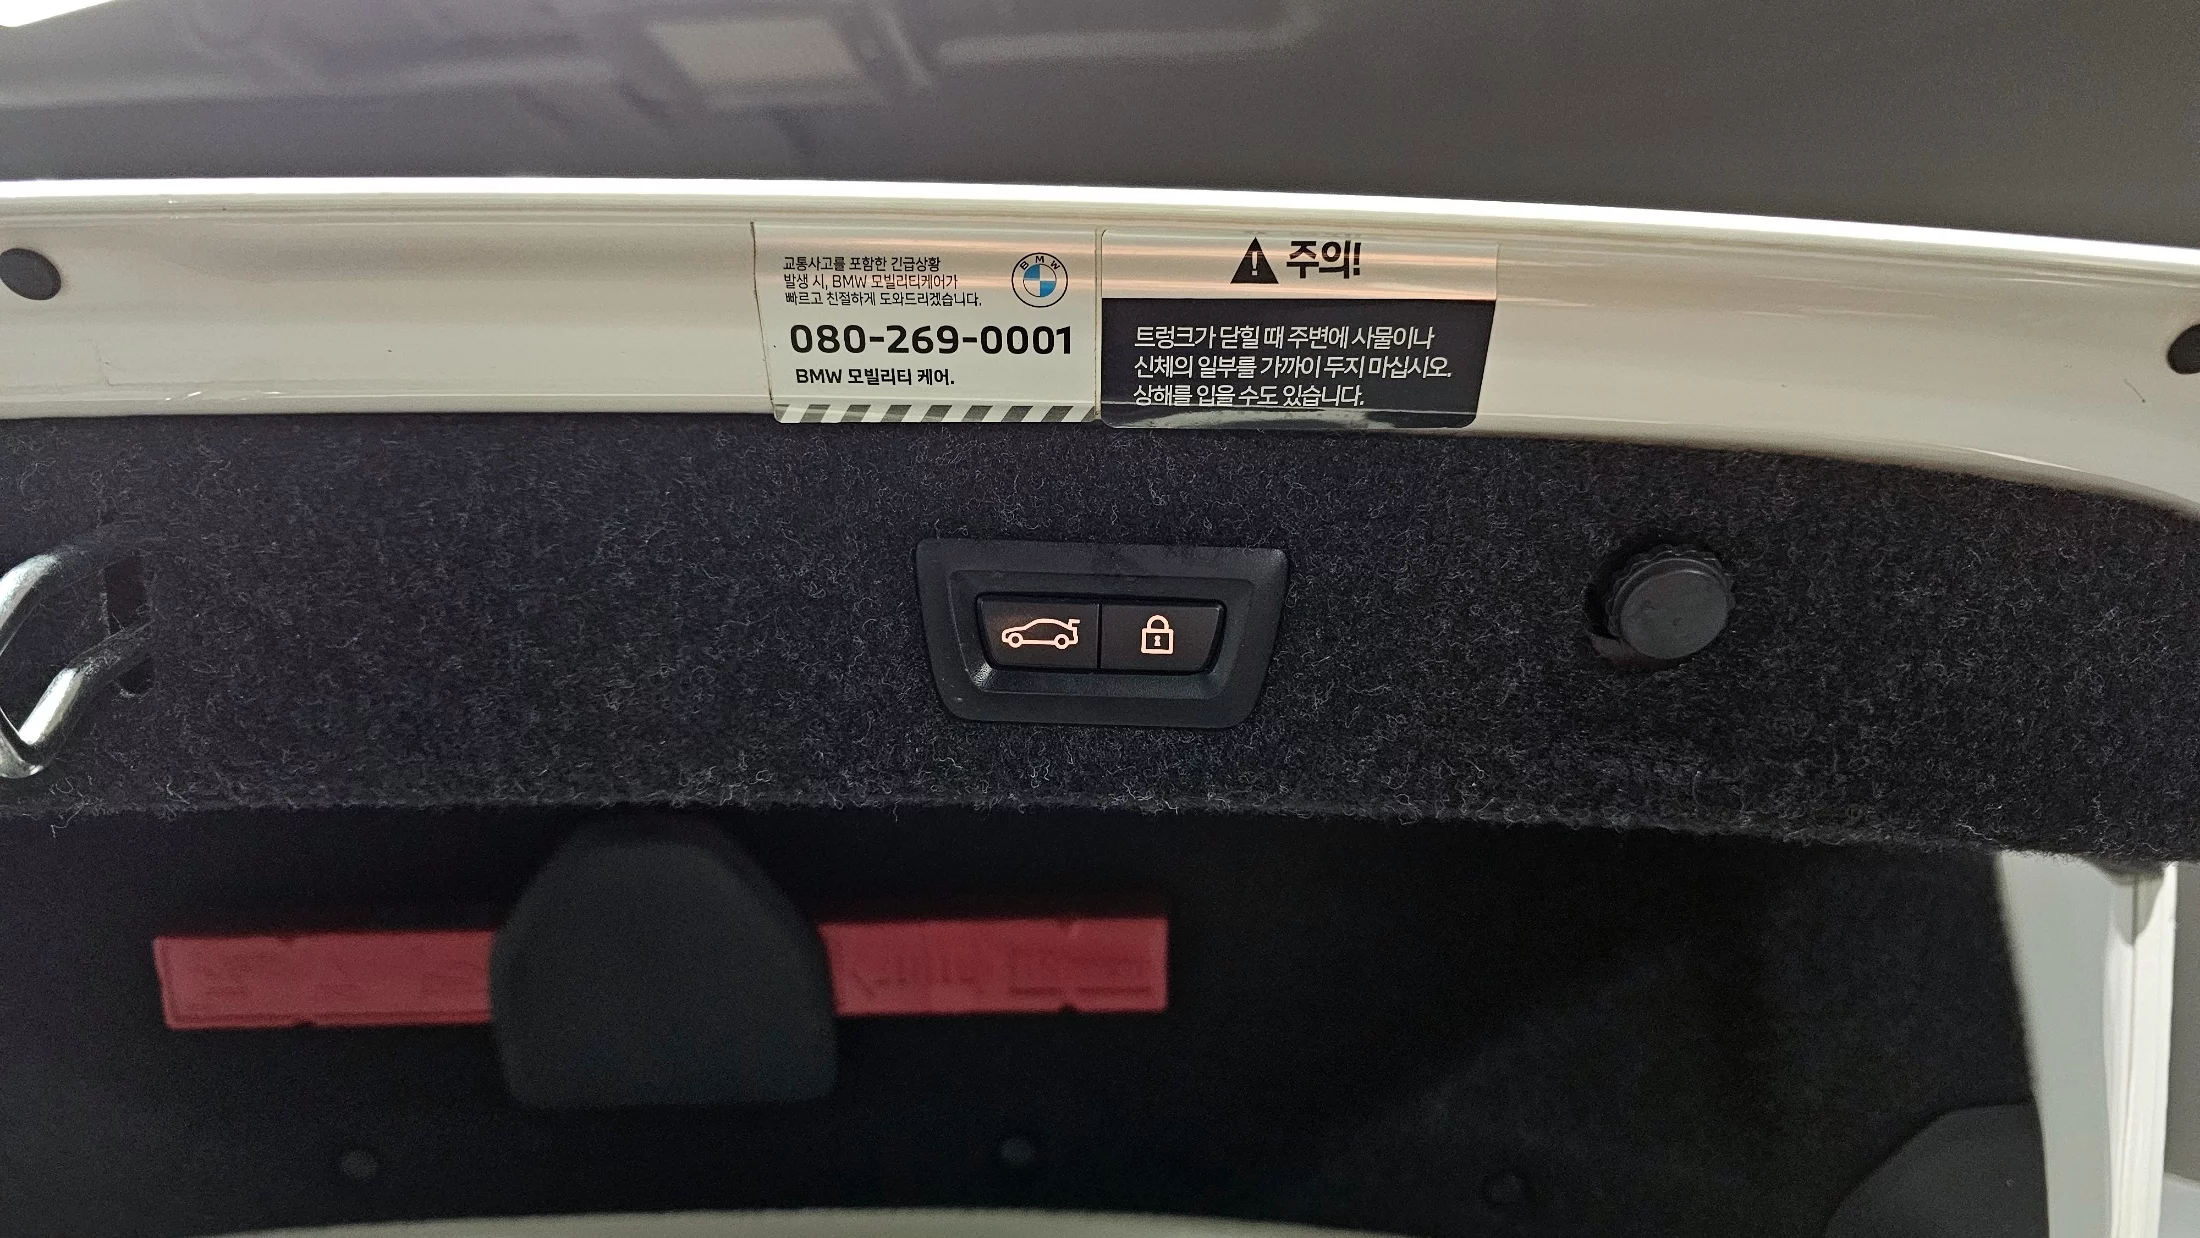 교통사고를 포함한 긴급상황
발생 시, BMW 모빌리티케어가
빠르고 친절하게 도와드리겠습니다.
BMW
080-269-0001
BMW 모빌리티 케어.
주의!
트렁크가 닫힐 때 주변에 사물이나
신체의 일부를 가까이 두지 마십시오.
상해를 입을 수도 있습니다.